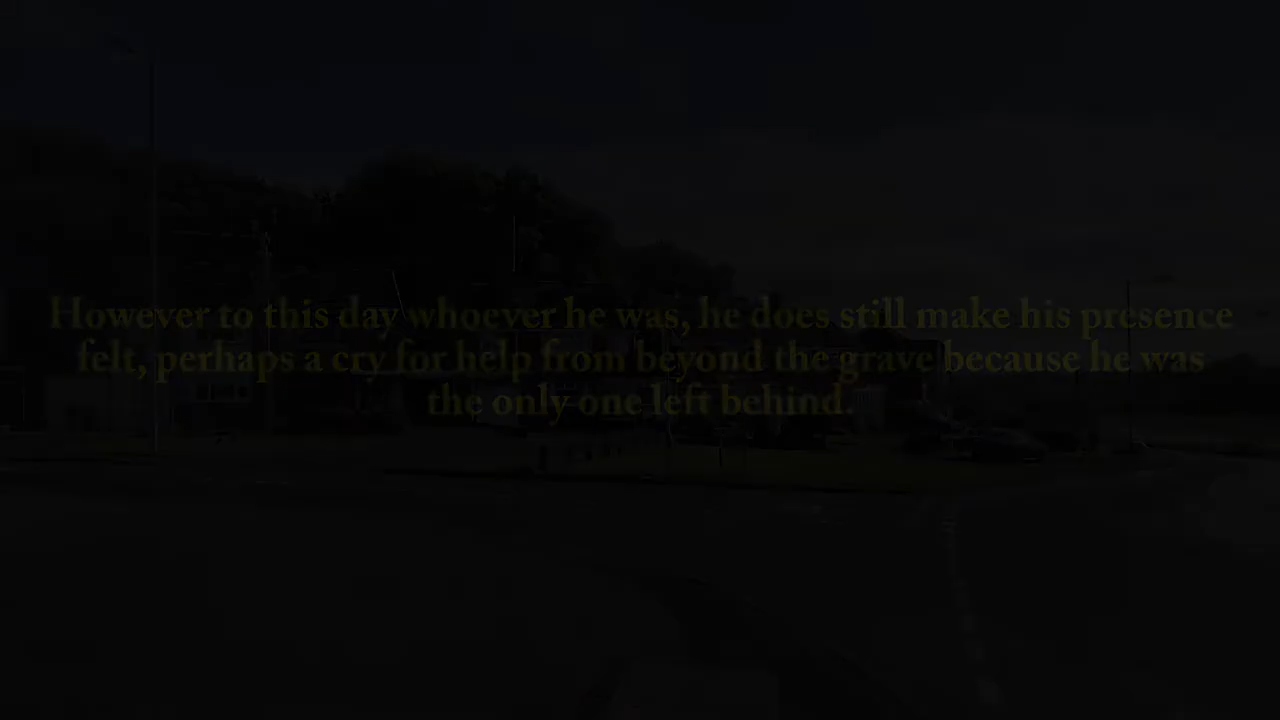 However to this day whoever he was, he does still make his presence
felt, perhaps a cry for help from beyond the grave because he was
the only one left behind.